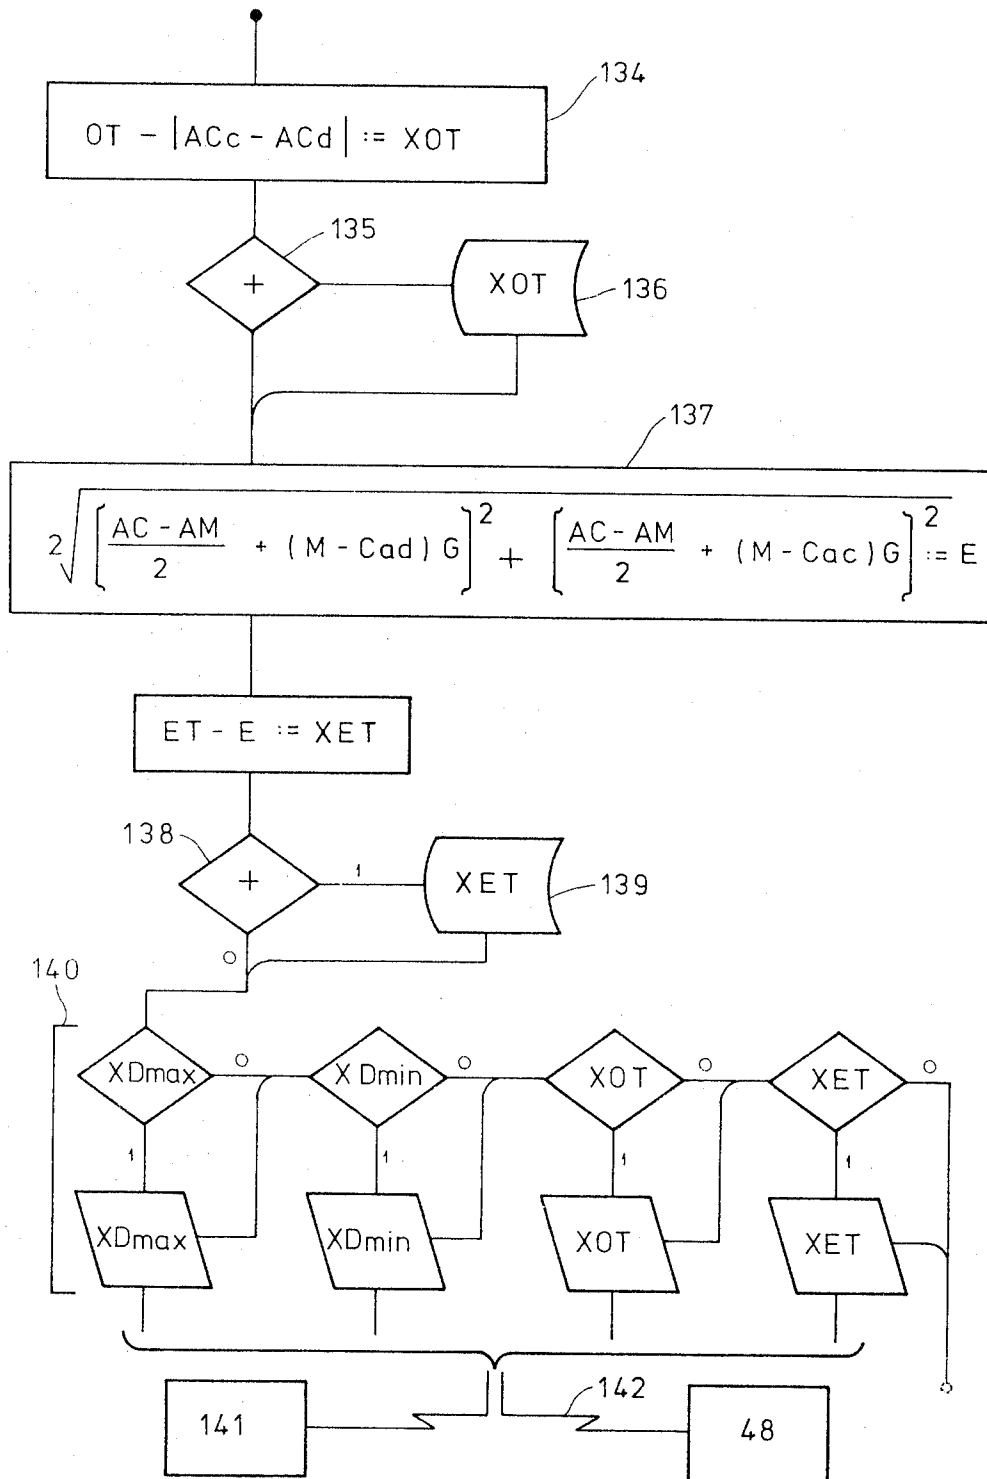 134
OT - |ACc - ACd| := XOT
135
+
XOT
136
137
2√[(AC - AM)/2 + (M - Cad) G]² + [(AC - AM)/2 + (M - Cac) G]² := E
ET - E := XET
138
+
1
XET
139
0
140
XDmax 0 XDmin 0 XOT 0 XET 0
1 1 1 1
XDmax XDmin XOT XET
142
141
48